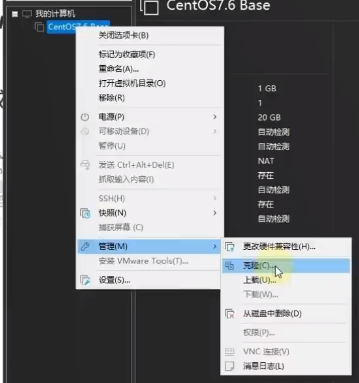 CentOS7.6 Base
我的计算机
CentOS7.6 Base
关闭选项卡(B)
标记为收藏项(F)
重命名(A)...
打开虚拟机目录(O)
移除(R)
电源(P)
可移动设备(D)
暂停(U)
发送 Ctrl+Alt+Del(E)
抓取输入内容(I)
SSH(H)
快照(N)
捕获屏幕 (C)
管理(M)
安装 VMware Tools(T)...
设置(S)...
1 GB
1
20 GB
自动检测
自动检测
NAT
存在
自动检测
存在
自动检测
更改硬件兼容性(H)...
克隆(C)...
上载(U)...
下载(W)...
从磁盘中删除(D)
权限(P)...
VNC 连接(V)
消息日志(L)